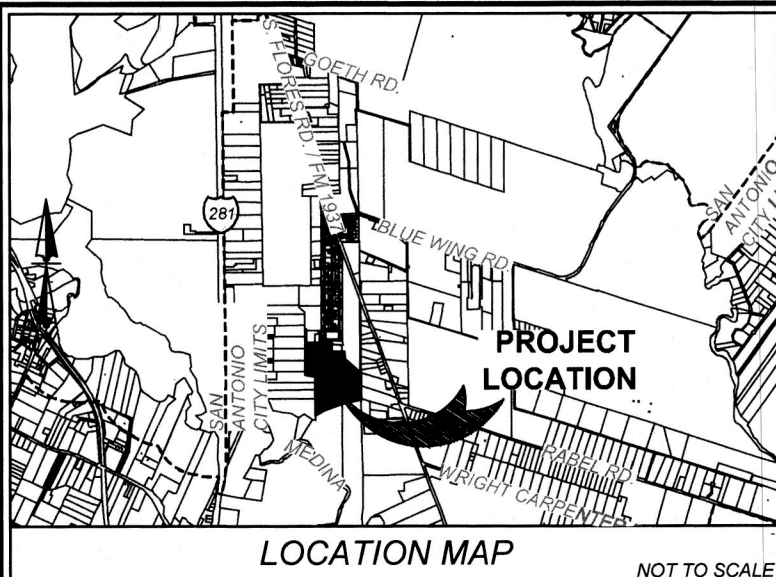 S. FLORES RD. / FM 1937
GOETH RD.
281
BLUE WING RD.
SAN
ANTONIO
CITY LIMITS
SAN
ANTONIO
CITY LI
PROJECT
LOCATION
MEDINA
RABEL RD.
WRIGHT CARPENTER
LOCATION MAP
NOT TO SCALE